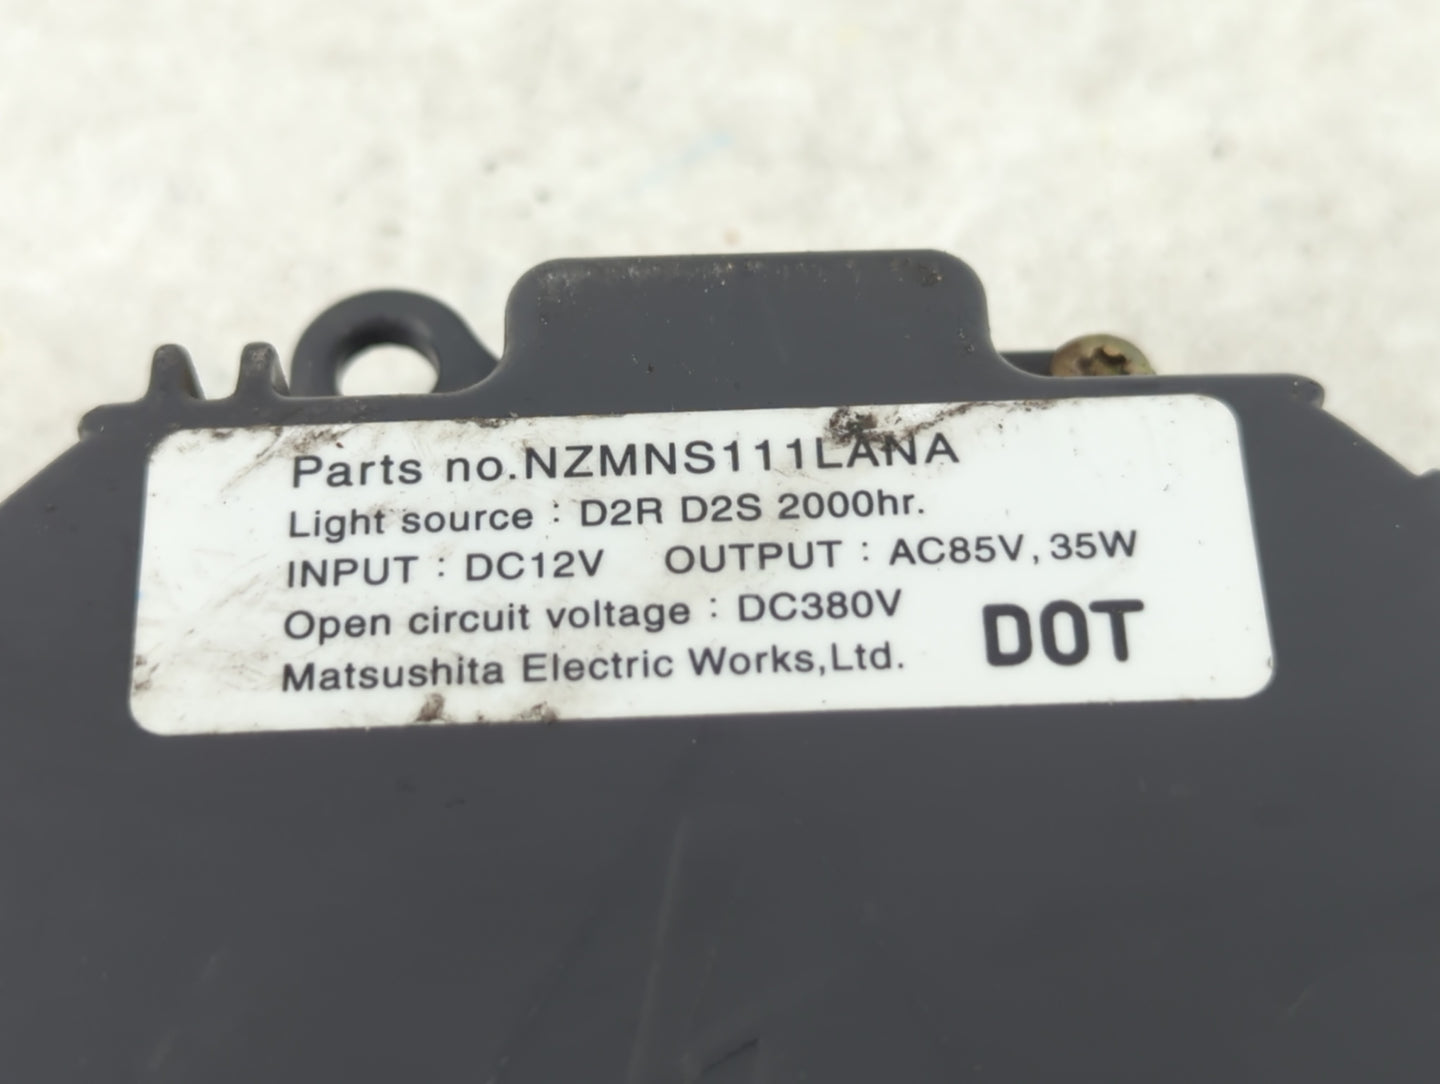 Parts no.NZMNS111LANA
Light source : D2R D2S 2000hr.
INPUT : DC12V OUTPUT : AC85V, 35W
Open circuit voltage : DC380V
Matsushita Electric Works,Ltd.
DOT